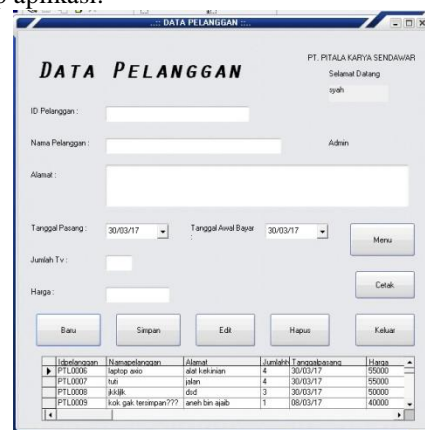 aplikasi.
..:: DATA PELANGGAN ::..
PT. PITALA KARYA SENDAWAR
DATA PELANGGAN
Selamat Datang
syah
ID Pelanggan :
Nama Pelanggan :
Admin
Alamat :
Tanggal Pasang :
30/03/17
Tanggal Awal Bayar :
30/03/17
Menu
Jumlah Tv :
Cetak
Harga :
Baru
Simpan
Edit
Hapus
Keluar
Idpelanggan Namapelanggan Alamat Jumlahtv Tanggalpasang Harga
PTL0006 laptop axio alat kekinian 4 30/03/17 55000
PTL0007 tuti jalan 4 30/03/17 55000
PTL0008 jkkljlk dsd 3 30/03/17 50000
PTL0009 kok gak tersimpan??? aneh bin ajaib 1 08/03/17 40000